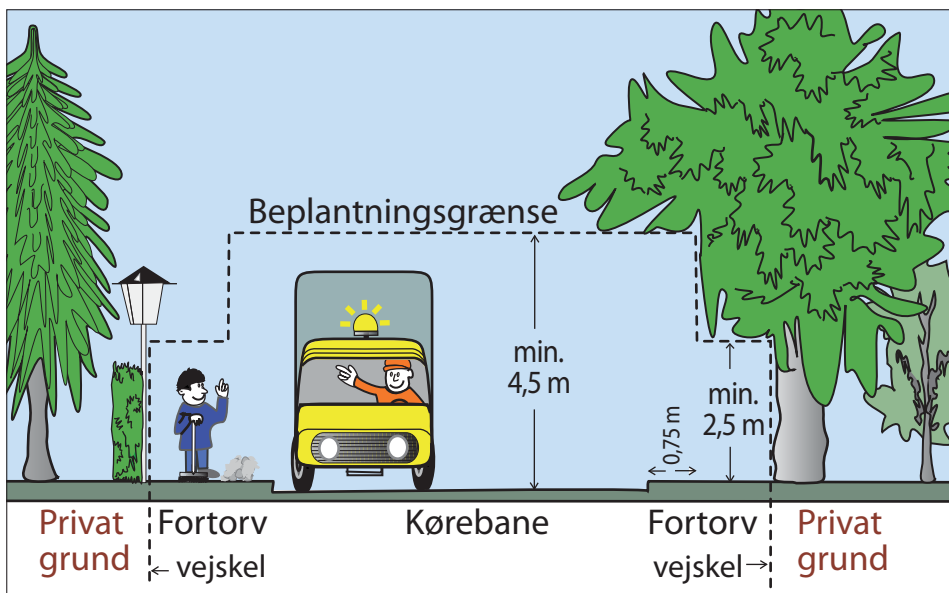 Beplantningsgrænse
min.
4,5 m
min.
2,5 m
0,75 m
Privat
grund
Fortorv
vejskel
Kørebane
Fortorv
vejskel
Privat
grund